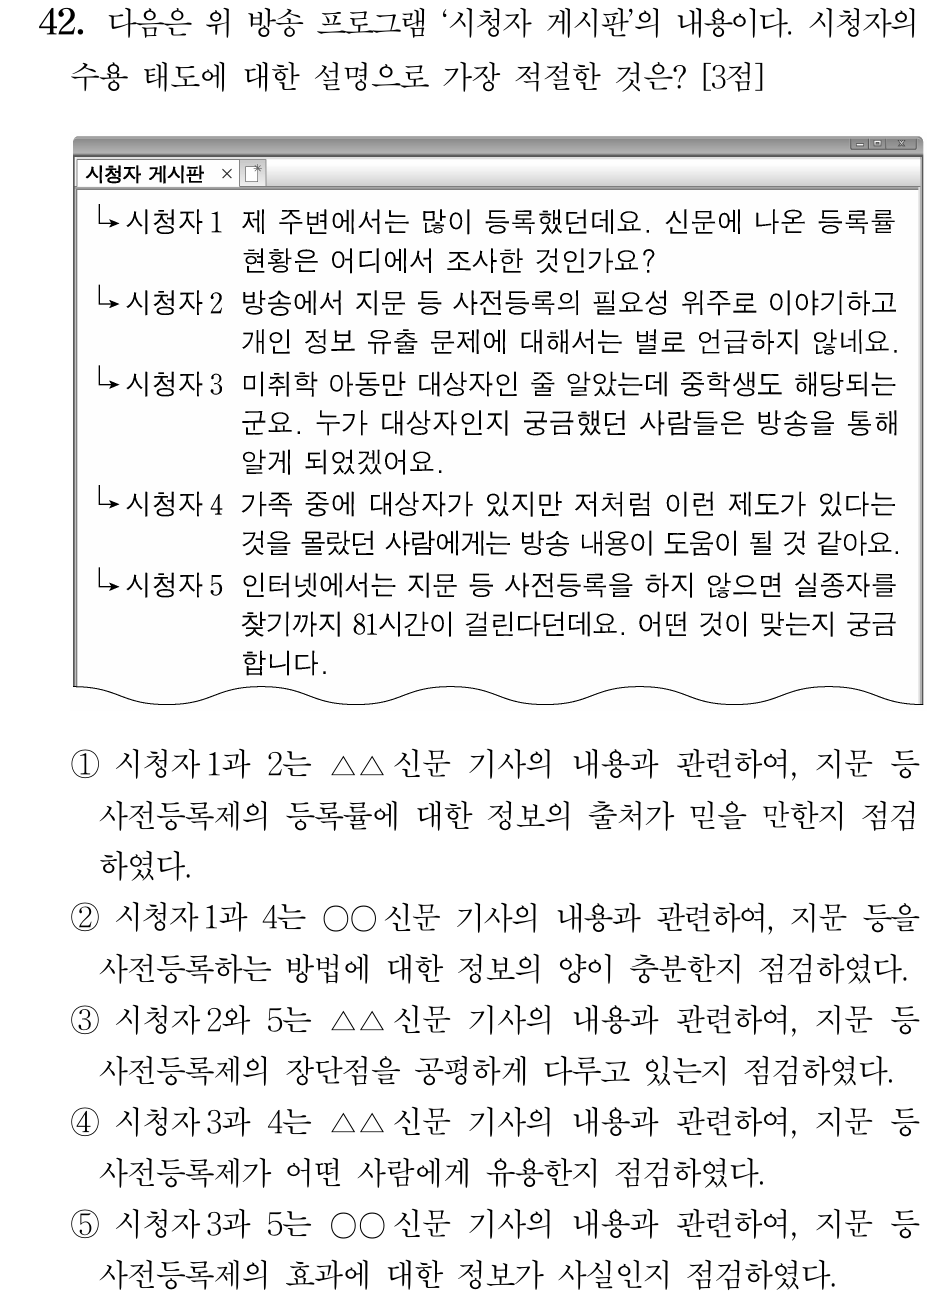 42. 다음은 위 방송 프로그램 ‘시청자 게시판’의 내용이다. 시청자의
수용 태도에 대한 설명으로 가장 적절한 것은? [3점]
시청자 게시판 ×
시청자 1 제 주변에서는 많이 등록했던데요. 신문에 나온 등록률
현황은 어디에서 조사한 것인가요?
시청자 2 방송에서 지문 등 사전등록의 필요성 위주로 이야기하고
개인 정보 유출 문제에 대해서는 별로 언급하지 않네요.
시청자 3 미취학 아동만 대상자인 줄 알았는데 중학생도 해당되는
군요. 누가 대상자인지 궁금했던 사람들은 방송을 통해
알게 되었겠어요.
시청자 4 가족 중에 대상자가 있지만 저처럼 이런 제도가 있다는
것을 몰랐던 사람에게는 방송 내용이 도움이 될 것 같아요.
시청자 5 인터넷에서는 지문 등 사전등록을 하지 않으면 실종자를
찾기까지 81시간이 걸린다던데요. 어떤 것이 맞는지 궁금
합니다.
① 시청자 1과 2는 △△신문 기사의 내용과 관련하여, 지문 등
사전등록제의 등록률에 대한 정보의 출처가 믿을 만한지 점검
하였다.
② 시청자 1과 4는 ○○신문 기사의 내용과 관련하여, 지문 등을
사전등록하는 방법에 대한 정보의 양이 충분한지 점검하였다.
③ 시청자 2와 5는 △△신문 기사의 내용과 관련하여, 지문 등
사전등록제의 장단점을 공평하게 다루고 있는지 점검하였다.
④ 시청자 3과 4는 △△신문 기사의 내용과 관련하여, 지문 등
사전등록제가 어떤 사람에게 유용한지 점검하였다.
⑤ 시청자 3과 5는 ○○신문 기사의 내용과 관련하여, 지문 등
사전등록제의 효과에 대한 정보가 사실인지 점검하였다.